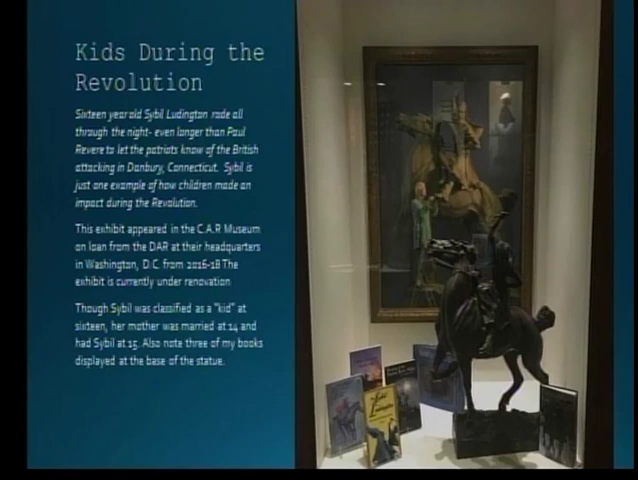 Kids During the
Revolution
Sixteen year old Sybil Ludington rode all
through the night- even longer than Paul
Revere to let the patriots know of the British
attacking in Danbury, Connecticut. Sybil is
just one example of how children made an
impact during the Revolution.
This exhibit appeared in the C.A.R Museum
on loan from the DAR at their headquarters
in Washington, D.C. from 2016-18 The
exhibit is currently under renovation
Though Sybil was classified as a "kid" at
sixteen, her mother was married at 14 and
had Sybil at 15. Also note three of my books
displayed at the base of the statue.
Sybil
Ludington